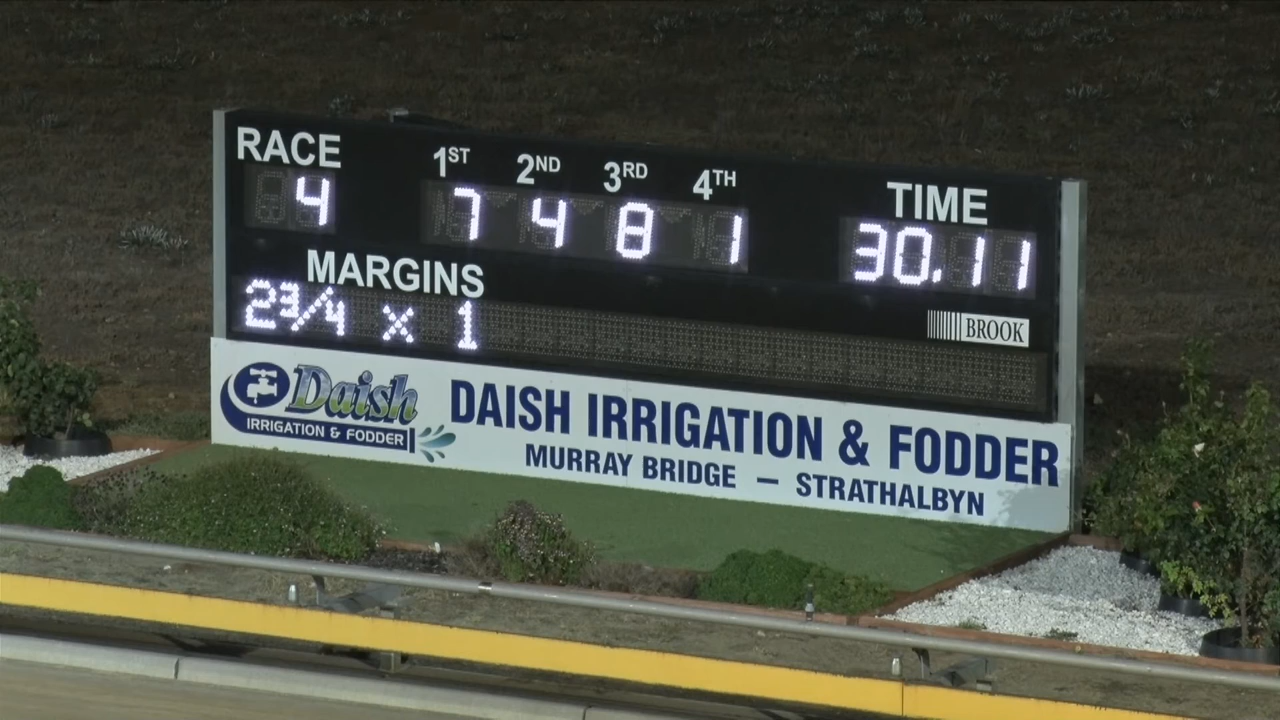 RACE 1ST 2ND 3RD 4TH TIME
4 7 4 8 1 30.11
MARGINS
2¾ x 1
BROOK
Daish
IRRIGATION & FODDER
DAISH IRRIGATION & FODDER
MURRAY BRIDGE – STRATHALBYN